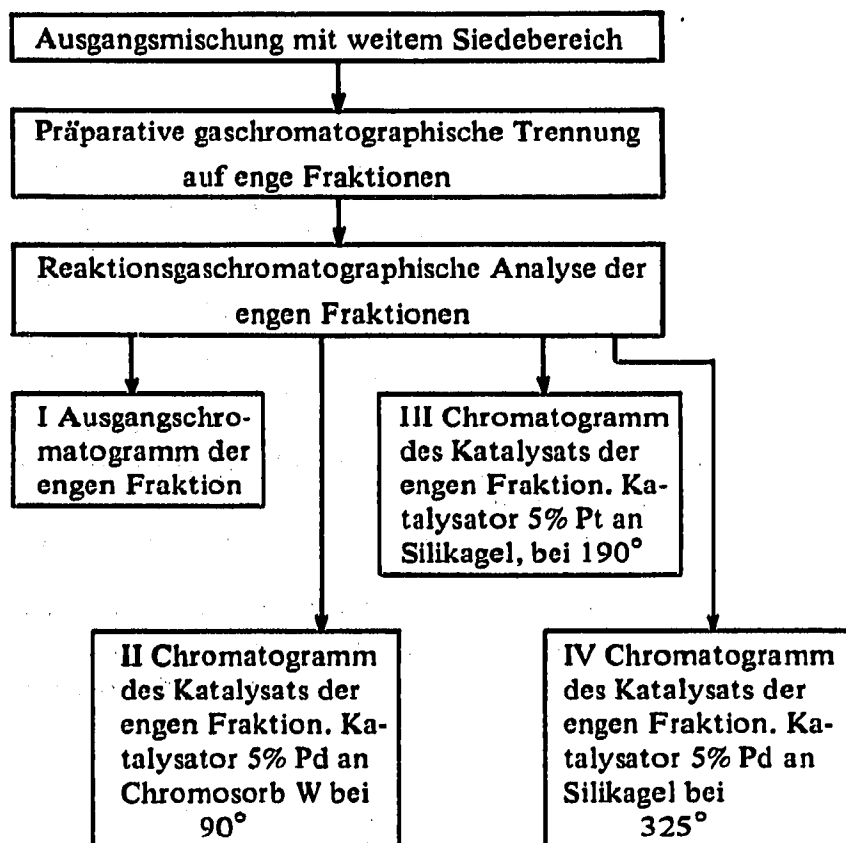 Ausgangsmischung mit weitem Siedebereich
Präparative gaschromatographische Trennung
auf enge Fraktionen
Reaktionsgaschromatographische Analyse der
engen Fraktionen
I Ausgangschro-
matogramm der
engen Fraktion
III Chromatogramm
des Katalysats der
engen Fraktion. Ka-
talysator 5% Pt an
Silikagel, bei 190°
II Chromatogramm
des Katalysats der
engen Fraktion. Ka-
talysator 5% Pd an
Chromosorb W bei
90°
IV Chromatogramm
des Katalysats der
engen Fraktion. Ka-
talysator 5% Pd an
Silikagel bei
325°